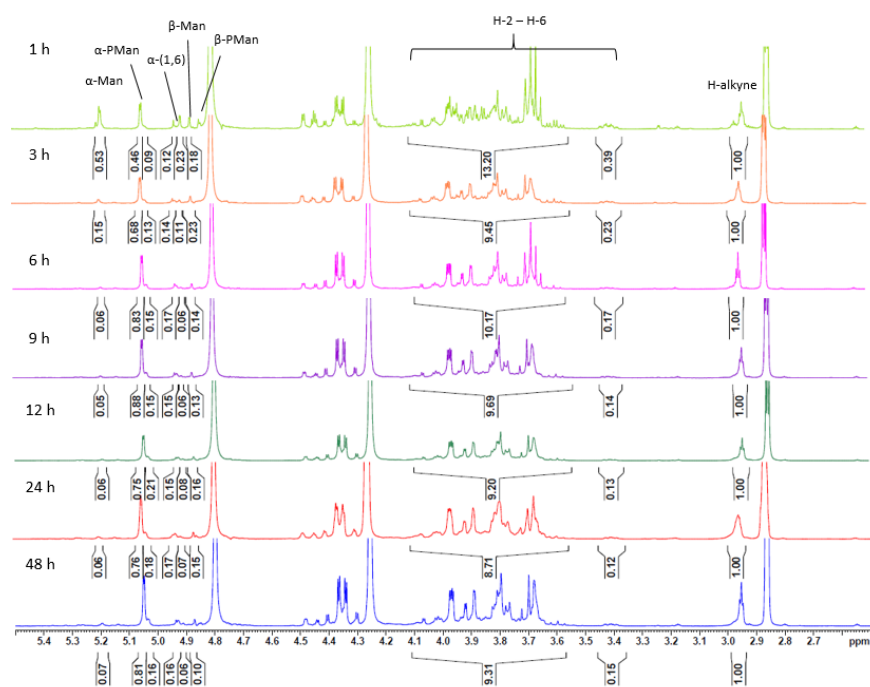 β-Man
H-2 – H-6
1 h
α-PMan
β-PMan
α-(1,6)
α-Man
H-alkyne
0.53 0.46 0.09 0.12 0.23 0.18 13.20 0.39 1.00
3 h
0.15 0.68 0.13 0.14 0.11 0.23 9.45 0.23 1.00
6 h
0.06 0.83 0.15 0.17 0.06 0.14 10.17 0.17 1.00
9 h
0.05 0.88 0.15 0.15 0.06 0.13 9.69 0.14 1.00
12 h
0.06 0.75 0.21 0.15 0.08 0.16 9.20 0.13 1.00
24 h
0.06 0.76 0.18 0.17 0.07 0.15 8.71 0.12 1.00
48 h
5.4 5.3 5.2 5.1 5.0 4.9 4.8 4.7 4.6 4.5 4.4 4.3 4.2 4.1 4.0 3.9 3.8 3.7 3.6 3.5 3.4 3.3 3.2 3.1 3.0 2.9 2.8 2.7 ppm
0.07 0.81 0.16 0.16 0.06 0.10 9.31 0.15 1.00